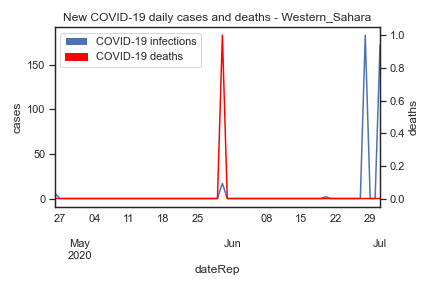 New COVID-19 daily cases and deaths - Western_Sahara
COVID-19 infections
COVID-19 deaths
150
100
50
0
cases
1.0
0.8
0.6
0.4
0.2
0.0
deaths
27 04 11 18 25 08 15 22 29
May Jun Jul
2020
dateRep